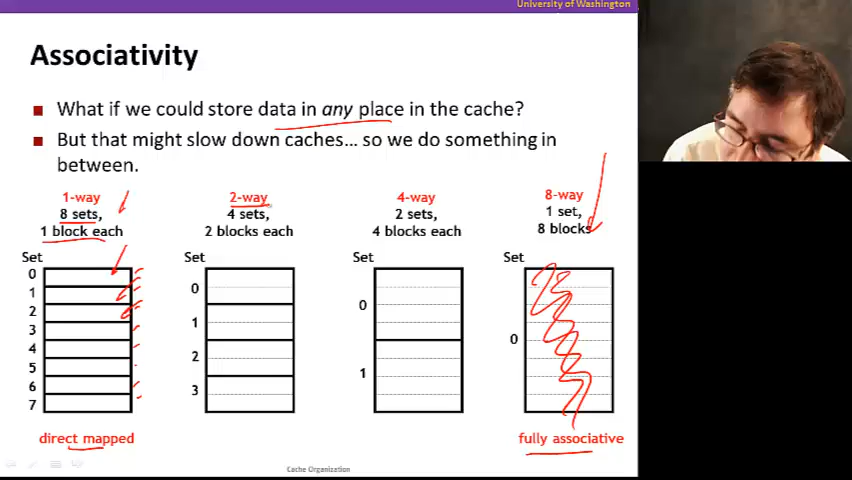 University of Washington
Associativity
What if we could store data in any place in the cache?
But that might slow down caches... so we do something in
between.
1-way
8 sets,
1 block each
2-way
4 sets,
2 blocks each
4-way
2 sets,
4 blocks each
8-way
1 set,
8 blocks
Set
0
1
2
3
4
5
6
7
direct mapped
Set
0
1
2
3
Set
0
1
Set
0
fully associative
Cache Organization